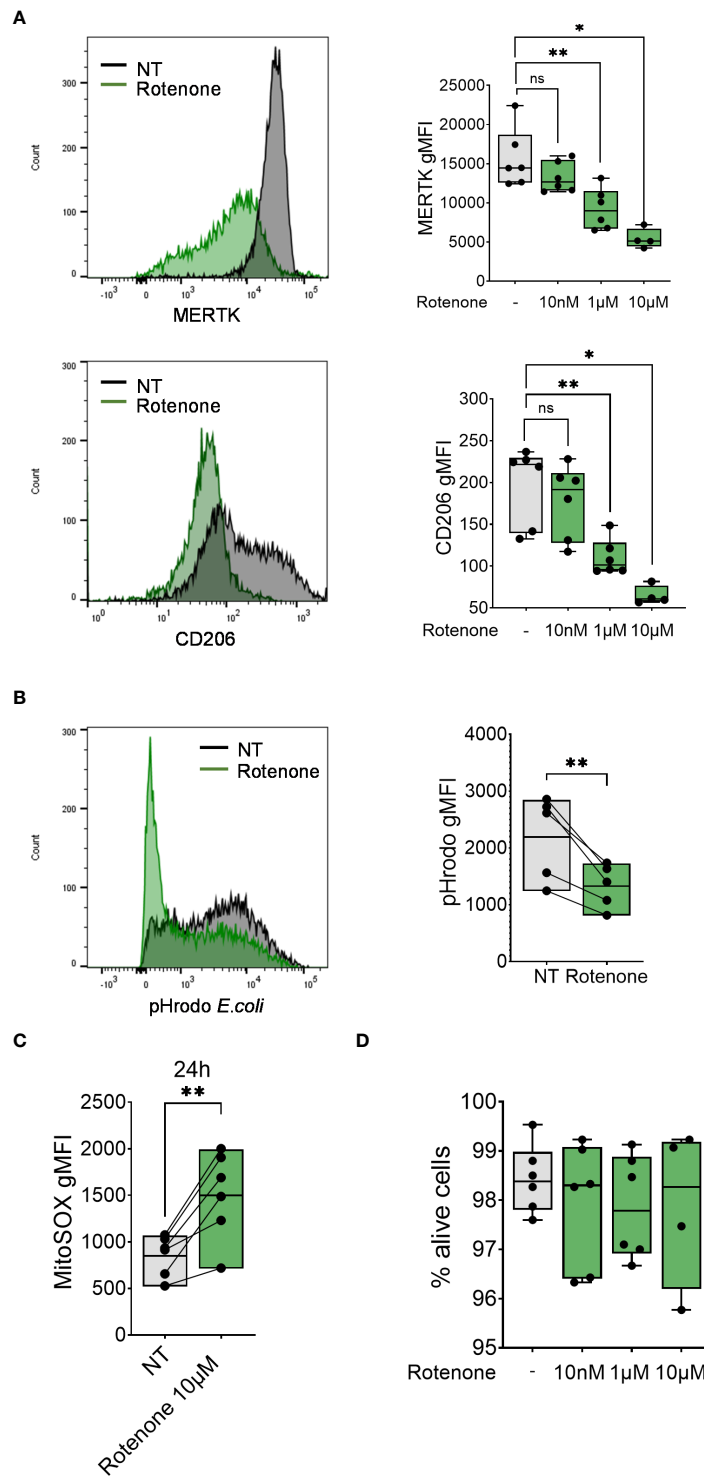 A
NT
Rotenone
300
200
100
0
Count
-10³ 0 10³ 10⁴ 10⁵
MERTK
*
**
ns
25000
20000
15000
10000
5000
0
MERTK gMFI
Rotenone - 10nM 1µM 10µM
NT
Rotenone
300
200
100
0
Count
10⁰ 10¹ 10² 10³
CD206
*
**
ns
300
250
200
150
100
50
CD206 gMFI
Rotenone - 10nM 1µM 10µM
B
NT
Rotenone
300
200
100
0
Count
-10³ 0 10³ 10⁴ 10⁵
pHrodo E.coli
**
4000
3000
2000
1000
0
pHrodo gMFI
NT Rotenone
C
24h
**
2500
2000
1500
1000
500
0
MitoSOX gMFI
NT
Rotenone 10µM
D
100
99
98
97
96
95
% alive cells
Rotenone - 10nM 1µM 10µM